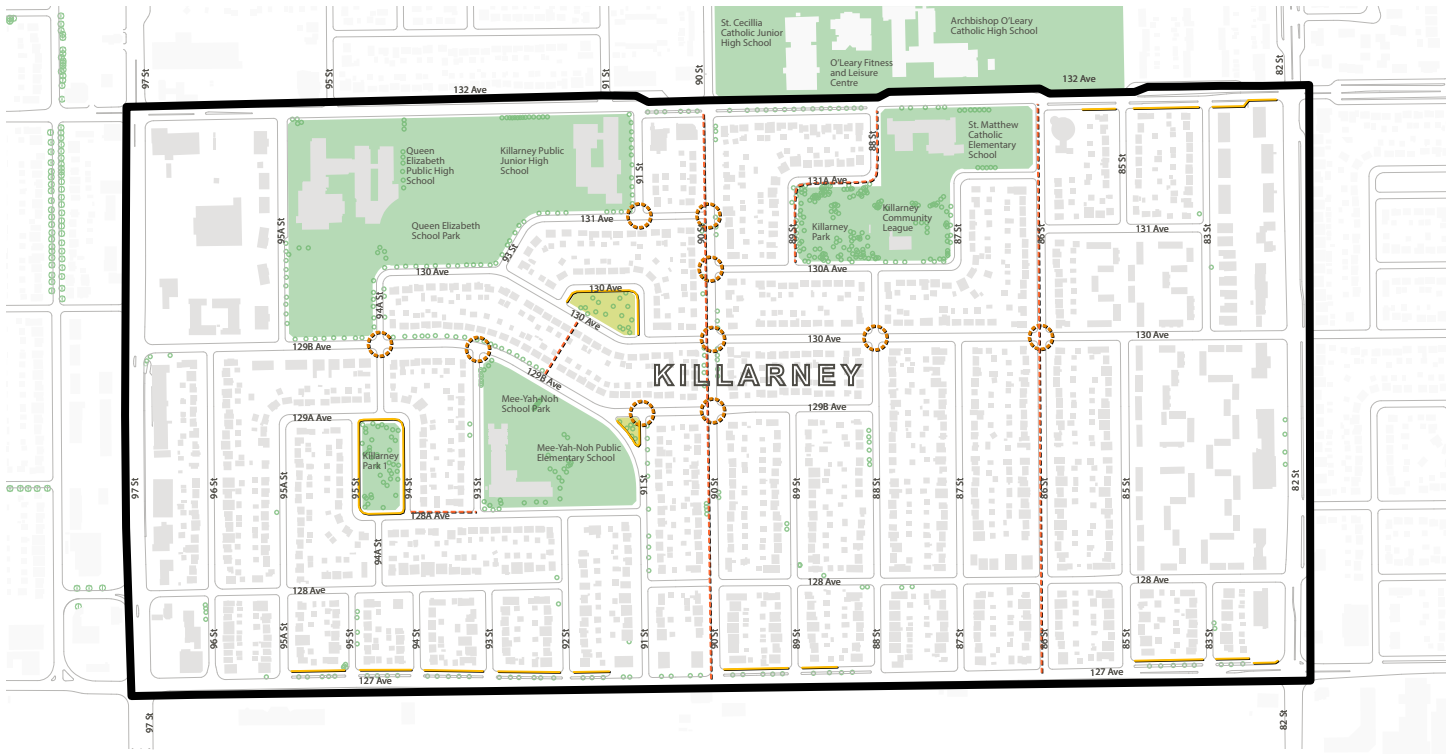 St. Cecillia
Catholic Junior
High School
Archbishop O'Leary
Catholic High School
O'Leary Fitness
and Leisure
Centre
97 St
95 St
91 St
90 St
82 St
132 Ave
132 Ave
Queen
Elizabeth
Public High
School
Killarney Public
Junior High
School
St. Matthew
Catholic
Elementary
School
88 St
85 St
91 St
131A Ave
131 Ave
Queen Elizabeth
School Park
95A St
93 St
90 St
89 St
Killarney
Park
Killarney
Community
League
87 St
86 St
131 Ave
83 St
130 Ave
130A Ave
94A St
130 Ave
130 Ave
130 Ave
130 Ave
129B Ave
KILLARNEY
129B Ave
Mee-Yah-Noh
School Park
129B Ave
129A Ave
Mee-Yah-Noh Public
Elementary School
Killarney
Park 1
97 St
96 St
95A St
95 St
94 St
93 St
91 St
90 St
89 St
88 St
87 St
86 St
85 St
82 St
128A Ave
94A St
128 Ave
128 Ave
128 Ave
96 St
95A St
95 St
94 St
93 St
92 St
91 St
90 St
89 St
88 St
87 St
86 St
85 St
83 St
127 Ave
127 Ave
97 St
82 St